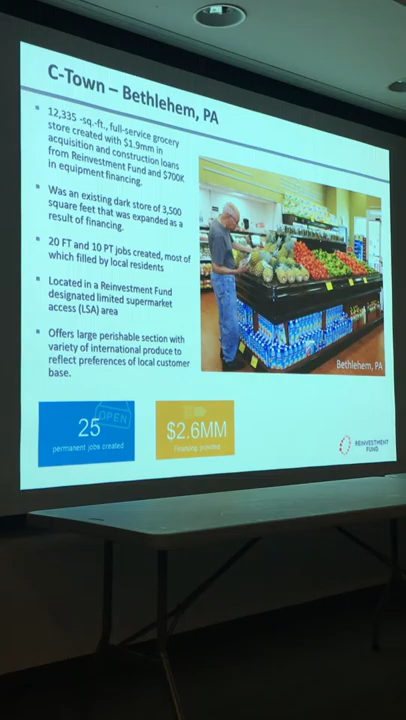 C-Town – Bethlehem, PA
12,335 -sq.-ft., full-service grocery
store created with $1.9mm in
acquisition and construction loans
from Reinvestment Fund and $700K
in equipment financing.
Was an existing dark store of 3,500
square feet that was expanded as a
result of financing.
20 FT and 10 PT jobs created, most of
which filled by local residents
Located in a Reinvestment Fund
designated limited supermarket
access (LSA) area
Offers large perishable section with
variety of international produce to
reflect preferences of local customer
base.
Bethlehem, PA
OPEN
25
permanent jobs created
$2.6MM
Financing provided
REINVESTMENT
FUND